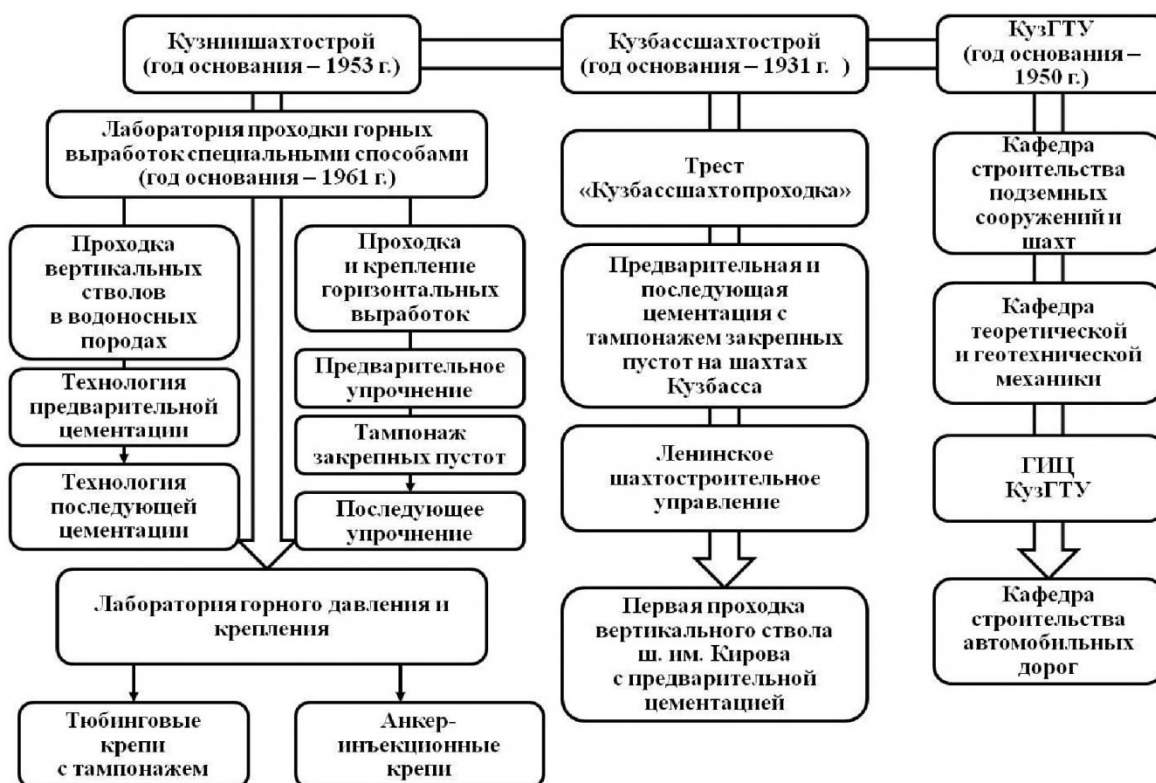 Кузниишахтострой
(год основания – 1953 г.)
Кузбассшахтострой
(год основания – 1931 г. )
КузГТУ
(год основания –
1950 г.)
Лаборатория проходки горных
выработок специальными способами
(год основания – 1961 г.)
Проходка
вертикальных
стволов
в водоносных
породах
Технология
предварительной
цементации
Технология
последующей
цементации
Проходка
и крепление
горизонтальных
выработок
Предварительное
упрочнение
Тампонаж
закрепных пустот
Последующее
упрочнение
Лаборатория горного давления и
крепления
Тюбинговые
крепи
с тампонажем
Анкер-
инъекционные
крепи
Трест
«Кузбассшахтопроходка»
Предварительная и
последующая
цементация с
тампонажем закрепных
пустот на шахтах
Кузбасса
Ленинское
шахтостроительное
управление
Первая проходка
вертикального ствола
ш. им. Кирова
с предварительной
цементацией
Кафедра
строительства
подземных
сооружений и
шахт
Кафедра
теоретической
и геотехнической
механики
ГИЦ
КузГТУ
Кафедра
строительства
автомобильных
дорог